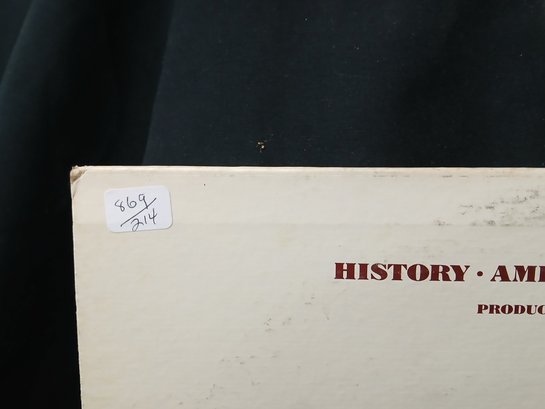 869/214
HISTORY · AM
PRODUC